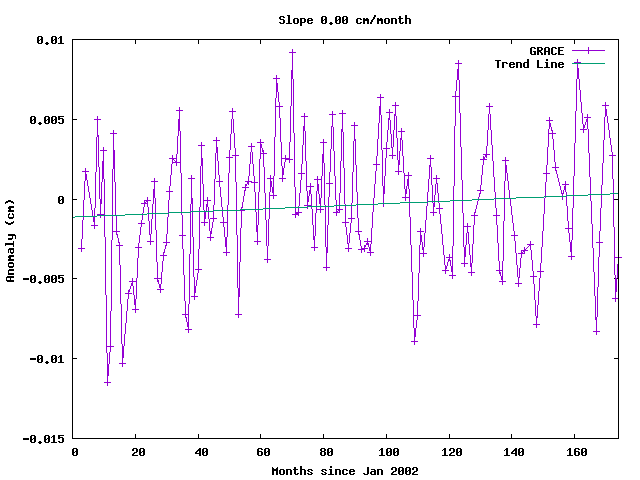 Slope 0.00 cm/month
GRACE
Trend Line
0.01
0.005
0
-0.005
-0.01
-0.015
Anomaly (cm)
0 20 40 60 80 100 120 140 160
Months since Jan 2002